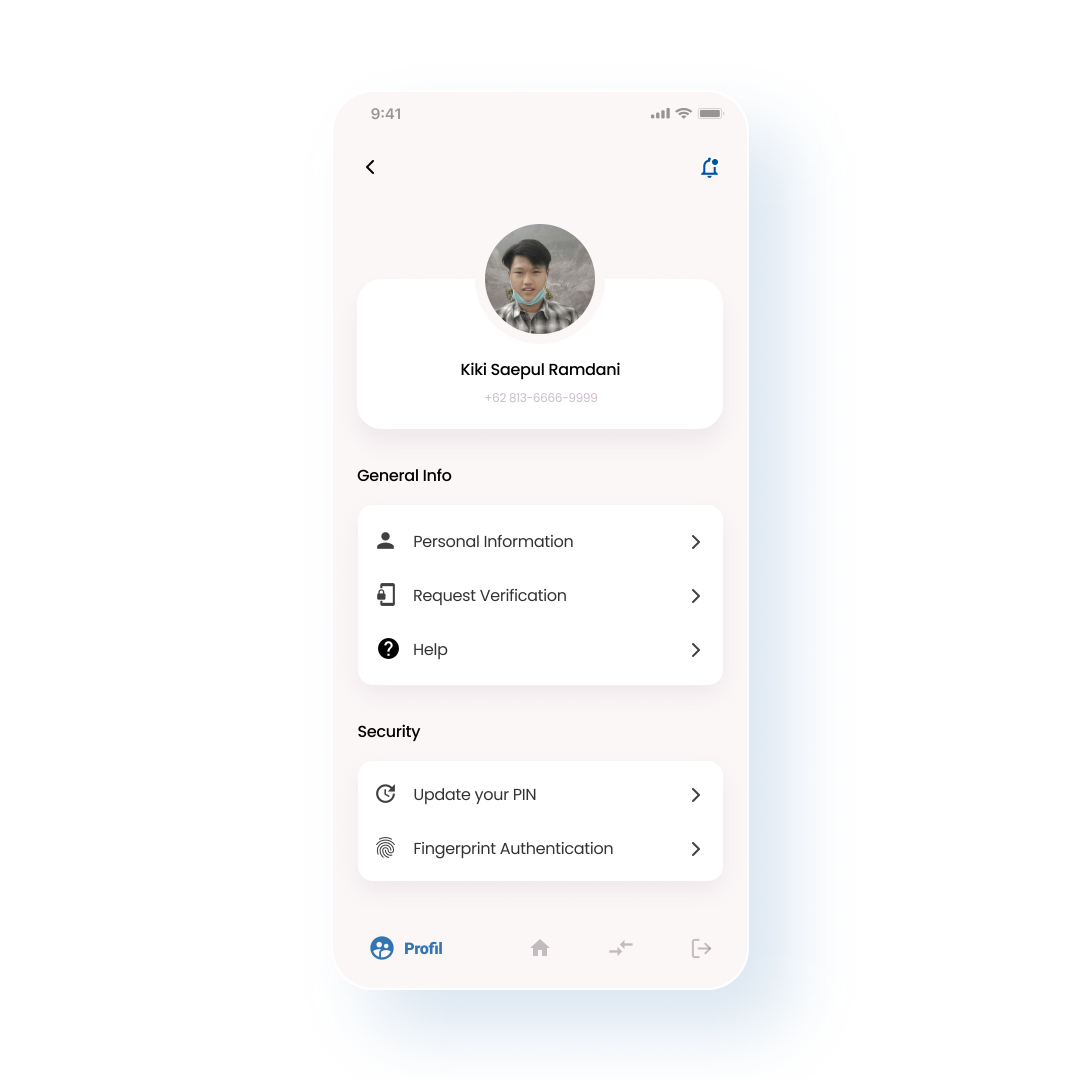 9:41
Kiki Saepul Ramdani
+62 813-6666-9999
General Info
Personal Information
Request Verification
Help
Security
Update your PIN
Fingerprint Authentication
Profil